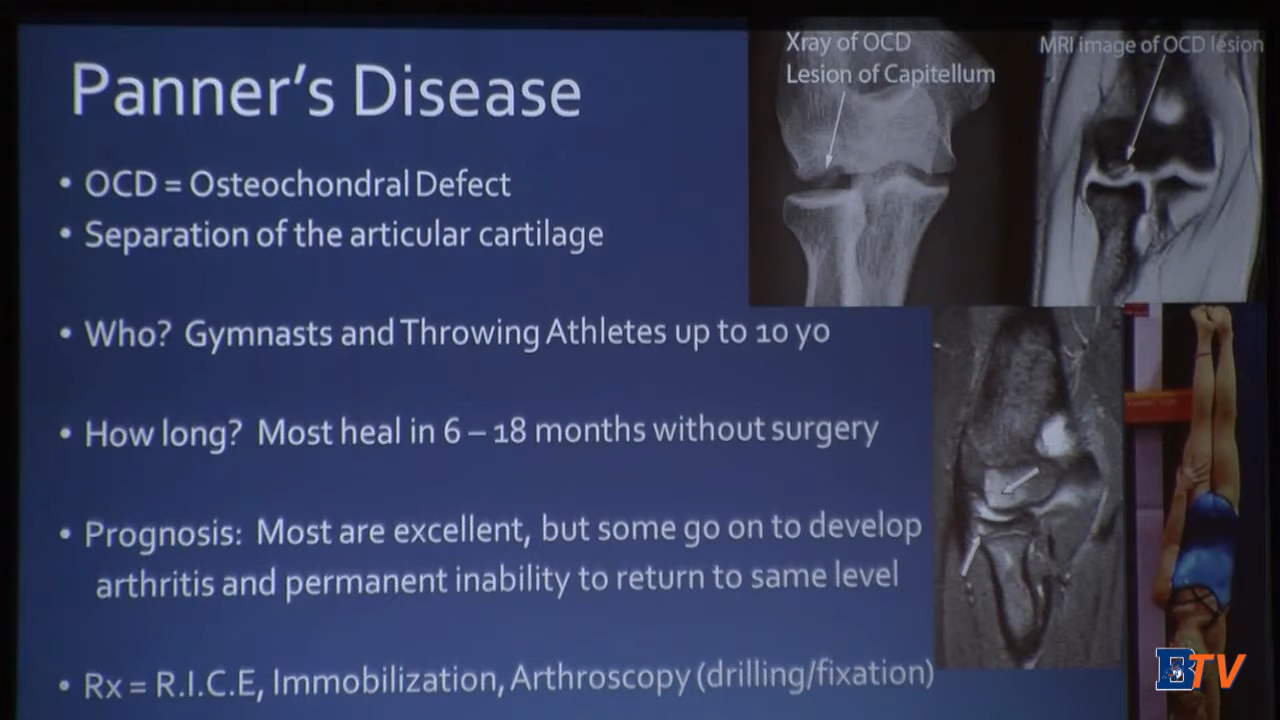 Panner's Disease
• OCD = Osteochondral Defect
• Separation of the articular cartilage
• Who? Gymnasts and Throwing Athletes up to 10 yo
• How long? Most heal in 6 – 18 months without surgery
• Prognosis: Most are excellent, but some go on to develop
arthritis and permanent inability to return to same level
• Rx = R.I.C.E, Immobilization, Arthroscopy (drilling/fixation)
Xray of OCD
Lesion of Capitellum
MRI image of OCD lesion
BTV